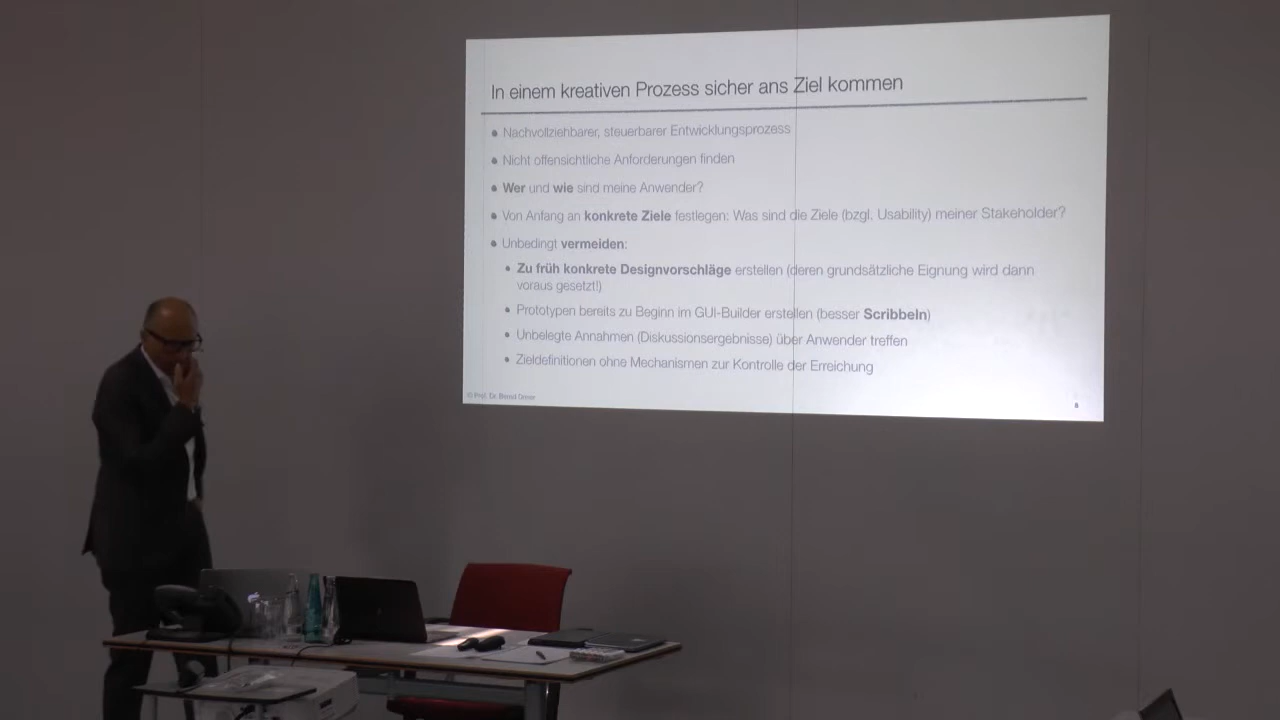 In einem kreativen Prozess sicher ans Ziel kommen
● Nachvollziehbarer, steuerbarer Entwicklungsprozess
● Nicht offensichtliche Anforderungen finden
● Wer und wie sind meine Anwender?
● Von Anfang an konkrete Ziele festlegen: Was sind die Ziele (bzgl. Usability) meiner Stakeholder?
● Unbedingt vermeiden:
● Zu früh konkrete Designvorschläge erstellen (deren grundsätzliche Eignung wird dann
voraus gesetzt!)
● Prototypen bereits zu Beginn im GUI-Builder erstellen (besser Scribbeln)
● Unbelegte Annahmen (Diskussionsergebnisse) über Anwender treffen
● Zieldefinitionen ohne Mechanismen zur Kontrolle der Erreichung
© Prof. Dr. Bernd